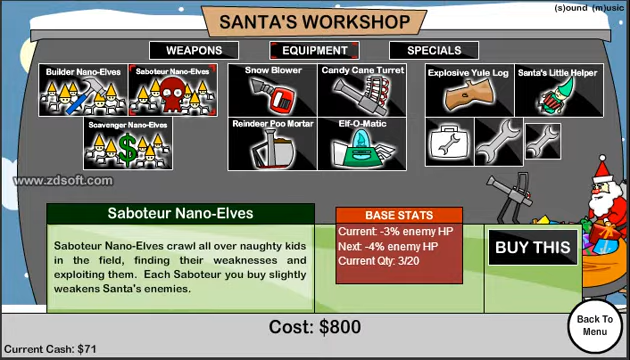 (s)ound (m)usic
SANTA'S WORKSHOP
WEAPONS
EQUIPMENT
SPECIALS
Builder Nano-Elves
Saboteur Nano-Elves
Snow Blower
Candy Cane Turret
Explosive Yule Log
Santa's Little Helper
Scavenger Nano-Elves
Reindeer Poo Mortar
Elf-O-Matic
www.zdsoft.com
Saboteur Nano-Elves
Saboteur Nano-Elves crawl all over naughty kids
in the field, finding their weaknesses and
exploiting them. Each Saboteur you buy slightly
weakens Santa's enemies.
BASE STATS
Current: -3% enemy HP
Next: -4% enemy HP
Current Qty: 3/20
BUY THIS
Cost: $800
Back To
Menu
Current Cash: $71